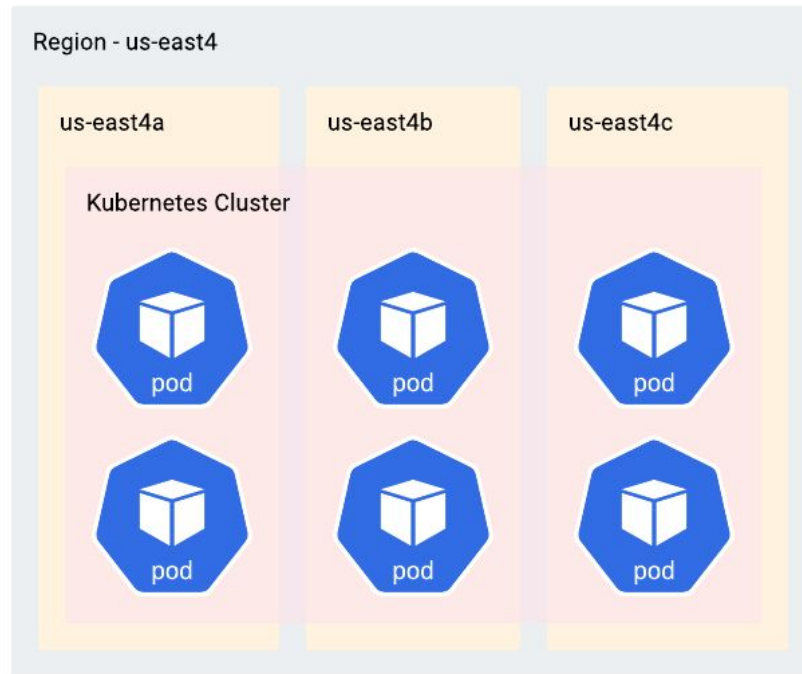 Region - us-east4
us-east4a
us-east4b
us-east4c
Kubernetes Cluster
pod
pod
pod
pod
pod
pod